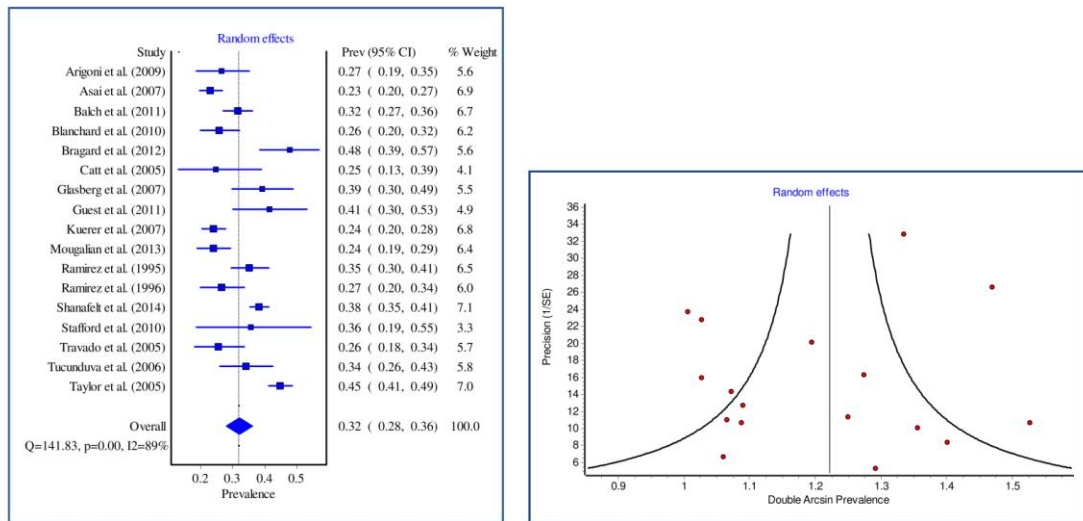 Random effects
Study Prev (95% CI) % Weight
Arigoni et al. (2009) 0.27 ( 0.19, 0.35) 5.6
Asai et al. (2007) 0.23 ( 0.20, 0.27) 6.9
Balch et al. (2011) 0.32 ( 0.27, 0.36) 6.7
Blanchard et al. (2010) 0.26 ( 0.20, 0.32) 6.2
Bragard et al. (2012) 0.48 ( 0.39, 0.57) 5.6
Catt et al. (2005) 0.25 ( 0.13, 0.39) 4.1
Glasberg et al. (2007) 0.39 ( 0.30, 0.49) 5.5
Guest et al. (2011) 0.41 ( 0.30, 0.53) 4.9
Kuerer et al. (2007) 0.24 ( 0.20, 0.28) 6.8
Mougalian et al. (2013) 0.24 ( 0.19, 0.29) 6.4
Ramirez et al. (1995) 0.35 ( 0.30, 0.41) 6.5
Ramirez et al. (1996) 0.27 ( 0.20, 0.34) 6.0
Shanafelt et al. (2014) 0.38 ( 0.35, 0.41) 7.1
Stafford et al. (2010) 0.36 ( 0.19, 0.55) 3.3
Travado et al. (2005) 0.26 ( 0.18, 0.34) 5.7
Tucunduva et al. (2006) 0.34 ( 0.26, 0.43) 5.8
Taylor et al. (2005) 0.45 ( 0.41, 0.49) 7.0
Overall 0.32 ( 0.28, 0.36) 100.0
Q=141.83, p=0.00, I2=89%
0.2 0.3 0.4 0.5
Prevalence
Random effects
36
34
32
30
28
26
24
22
20
18
16
14
12
10
8
6
Precision (1/SE)
0.9 1 1.1 1.2 1.3 1.4 1.5
Double Arcsin Prevalence